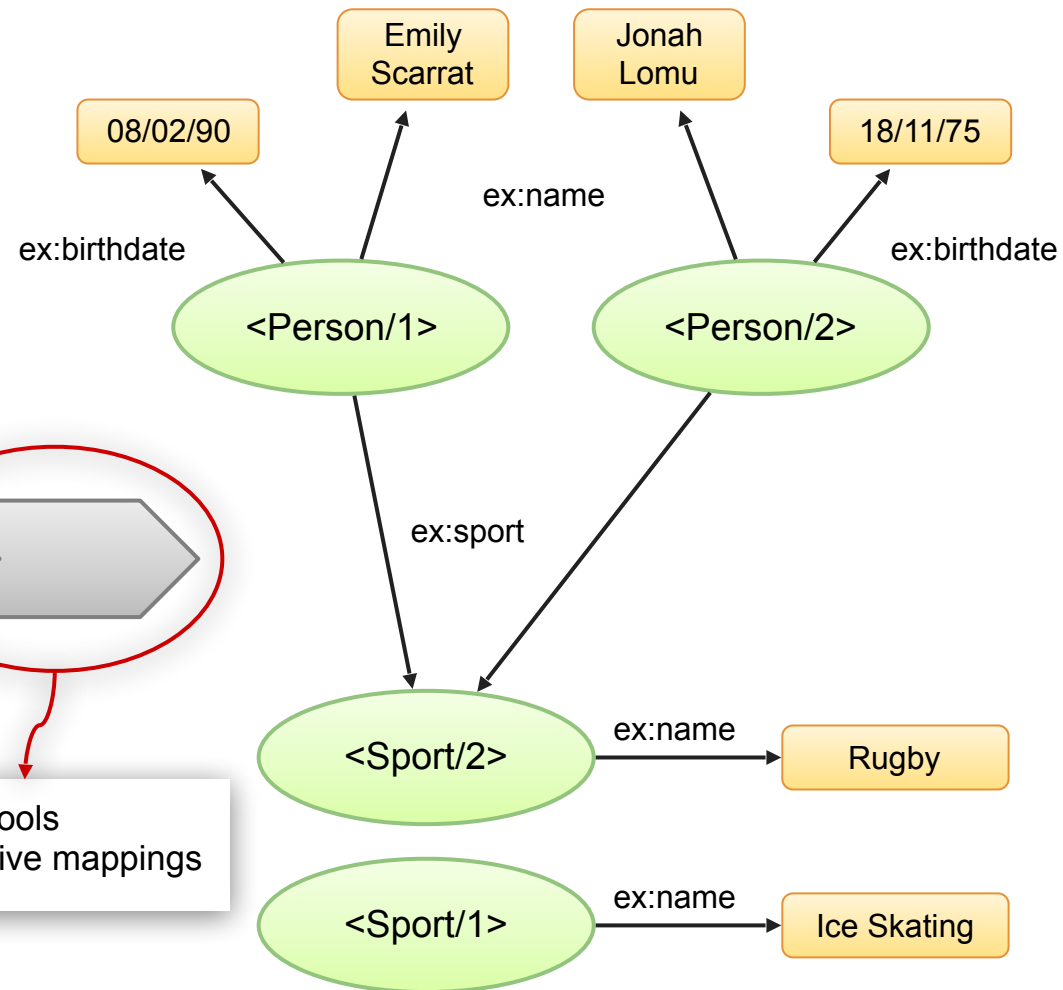 Emily
Scarrat
Jonah
Lomu
08/02/90
18/11/75
ex:name
ex:birthdate
ex:birthdate
<Person/1>
<Person/2>
ex:sport
<Sport/2>
ex:name
Rugby
ools
ive mappings
<Sport/1>
ex:name
Ice Skating